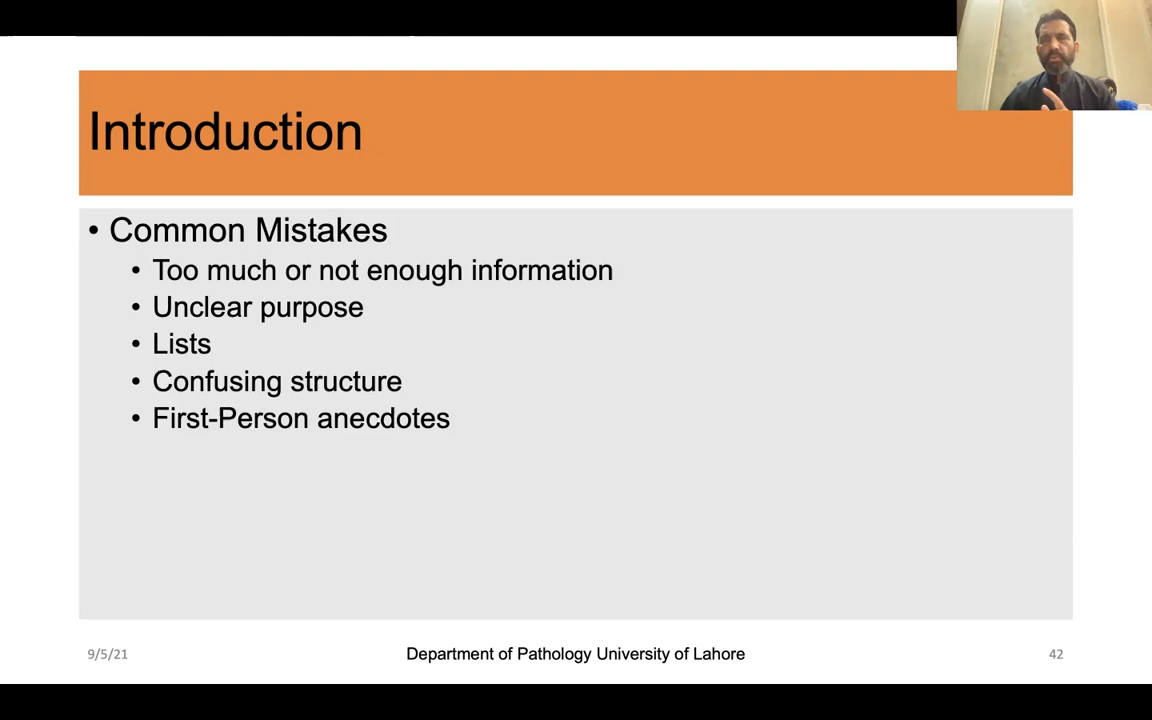 Introduction
• Common Mistakes
• Too much or not enough information
• Unclear purpose
• Lists
• Confusing structure
• First-Person anecdotes
9/5/21
Department of Pathology University of Lahore
42